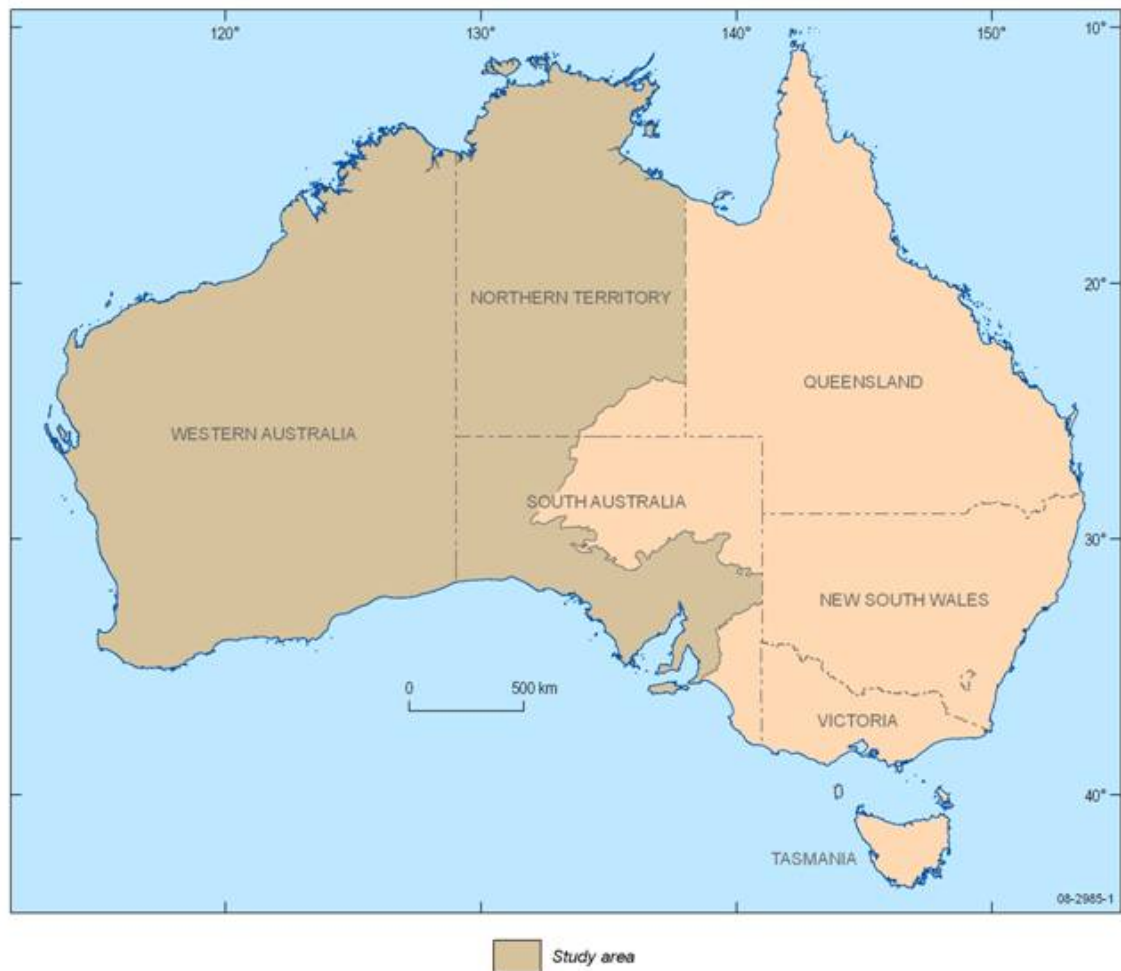 120°
130°
140°
150°
10°
20°
NORTHERN TERRITORY
QUEENSLAND
WESTERN AUSTRALIA
SOUTH AUSTRALIA
30°
NEW SOUTH WALES
0 500 km
VICTORIA
40°
TASMANIA
08-2985-1
Study area